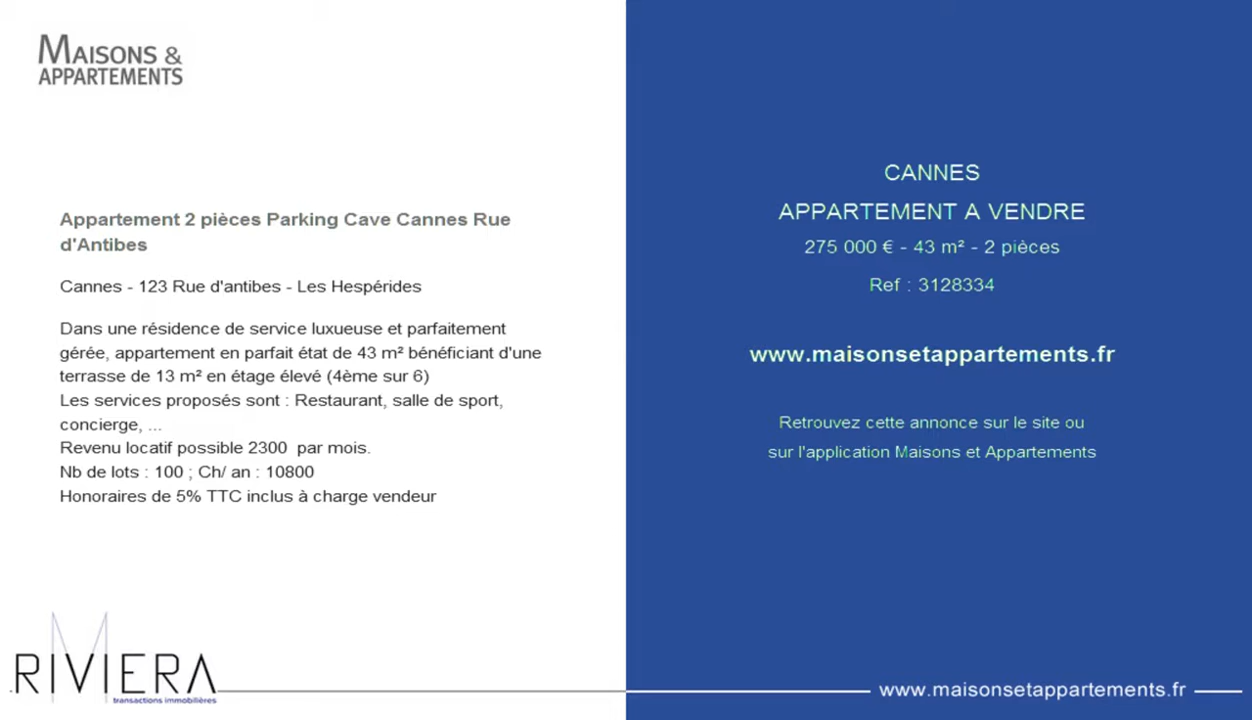 MAISONS &
APPARTEMENTS
Appartement 2 pièces Parking Cave Cannes Rue
d'Antibes
Cannes - 123 Rue d'antibes - Les Hespérides
Dans une résidence de service luxueuse et parfaitement
gérée, appartement en parfait état de 43 m² bénéficiant d'une
terrasse de 13 m² en étage élevé (4ème sur 6)
Les services proposés sont : Restaurant, salle de sport,
concierge, ...
Revenu locatif possible 2300  par mois.
Nb de lots : 100 ; Ch/ an : 10800
Honoraires de 5% TTC inclus à charge vendeur
M
RIVIERA
transactions immobilières
CANNES
APPARTEMENT A VENDRE
275 000 € - 43 m² - 2 pièces
Ref : 3128334
www.maisonsetappartements.fr
Retrouvez cette annonce sur le site ou
sur l'application Maisons et Appartements
www.maisonsetappartements.fr